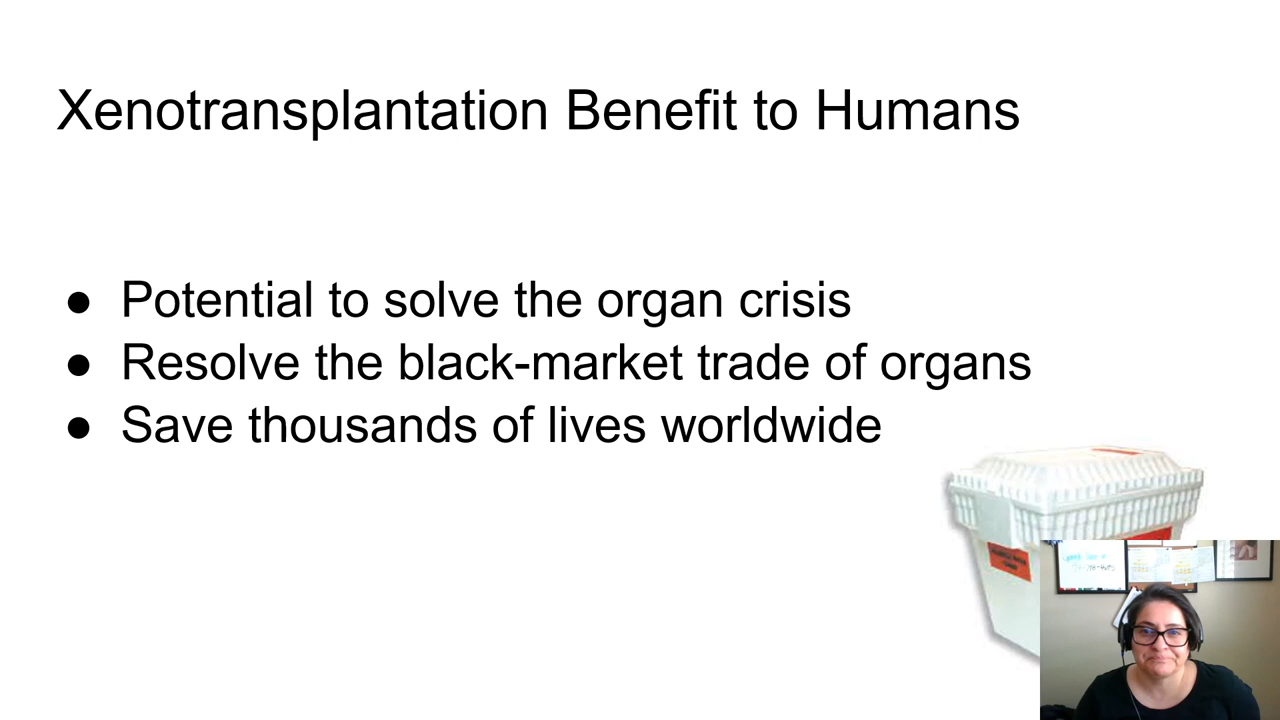 Xenotransplantation Benefit to Humans
● Potential to solve the organ crisis
● Resolve the black-market trade of organs
● Save thousands of lives worldwide